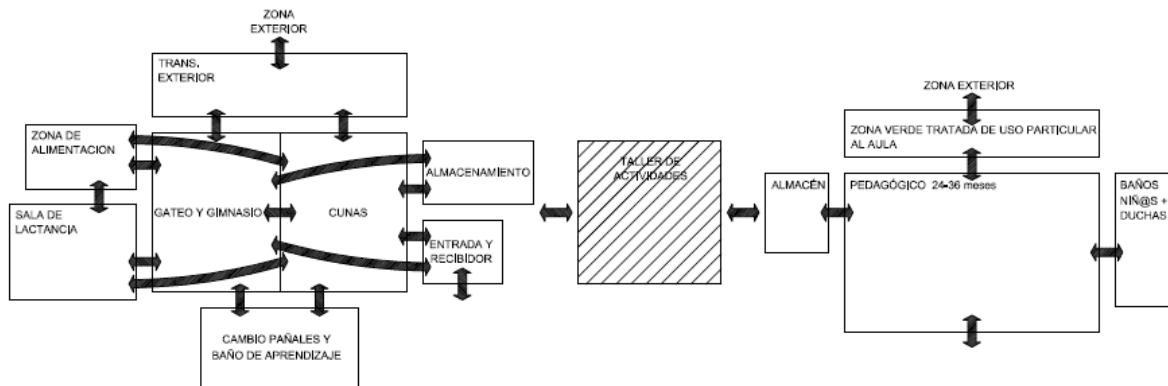 ZONA
EXTERIOR
TRANS.
EXTERIOR
ZONA DE
ALIMENTACION
SALA DE
LACTANCIA
GATEO Y GIMNASIO
CUNAS
ALMACENAMIENTO
ENTRADA Y
RECIBIDOR
CAMBIO PAÑALES Y
BAÑO DE APRENDIZAJE
TALLER DE
ACTIVIDADES
ALMACÉN
ZONA EXTERIOR
ZONA VERDE TRATADA DE USO PARTICULAR
AL AULA
PEDAGÓGICO 24-36 meses
BAÑOS
NIÑ@S +
DUCHAS